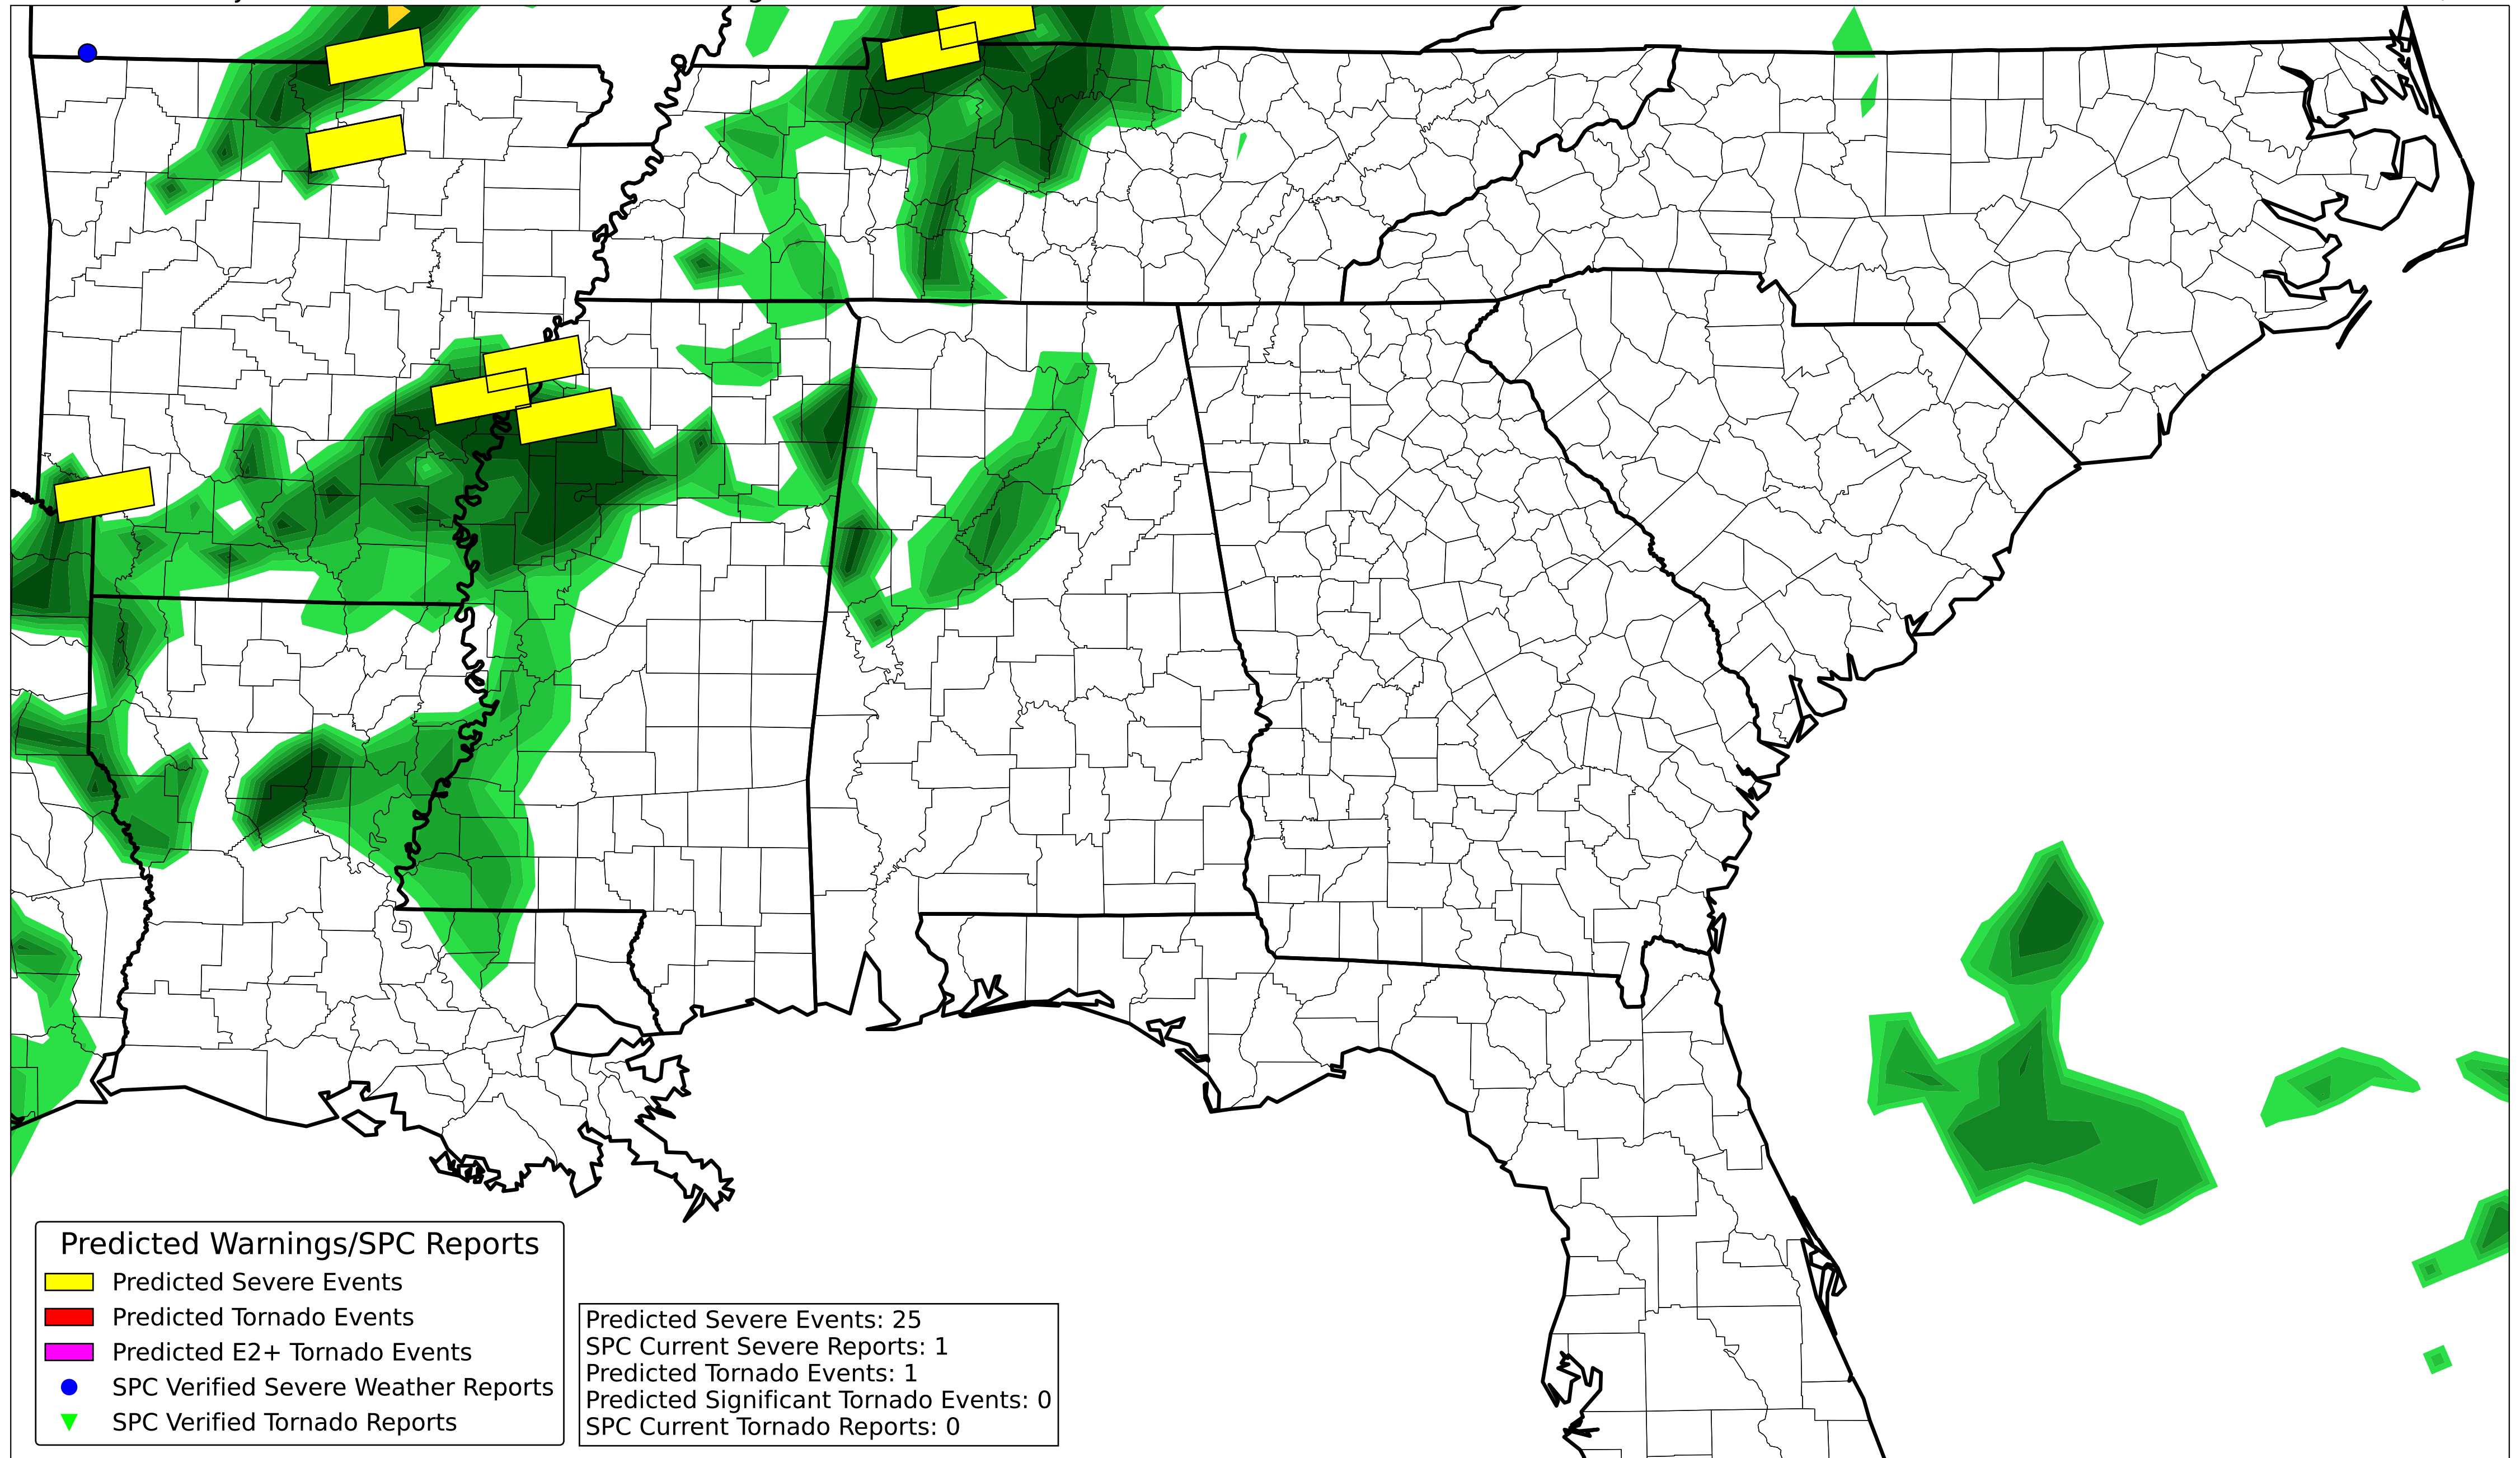 Predicted Warnings/SPC Reports
Predicted Severe Events
Predicted Tornado Events
Predicted E2+ Tornado Events
SPC Verified Severe Weather Reports
SPC Verified Tornado Reports
Predicted Severe Events: 25
SPC Current Severe Reports: 1
Predicted Tornado Events: 1
Predicted Significant Tornado Events: 0
SPC Current Tornado Reports: 0